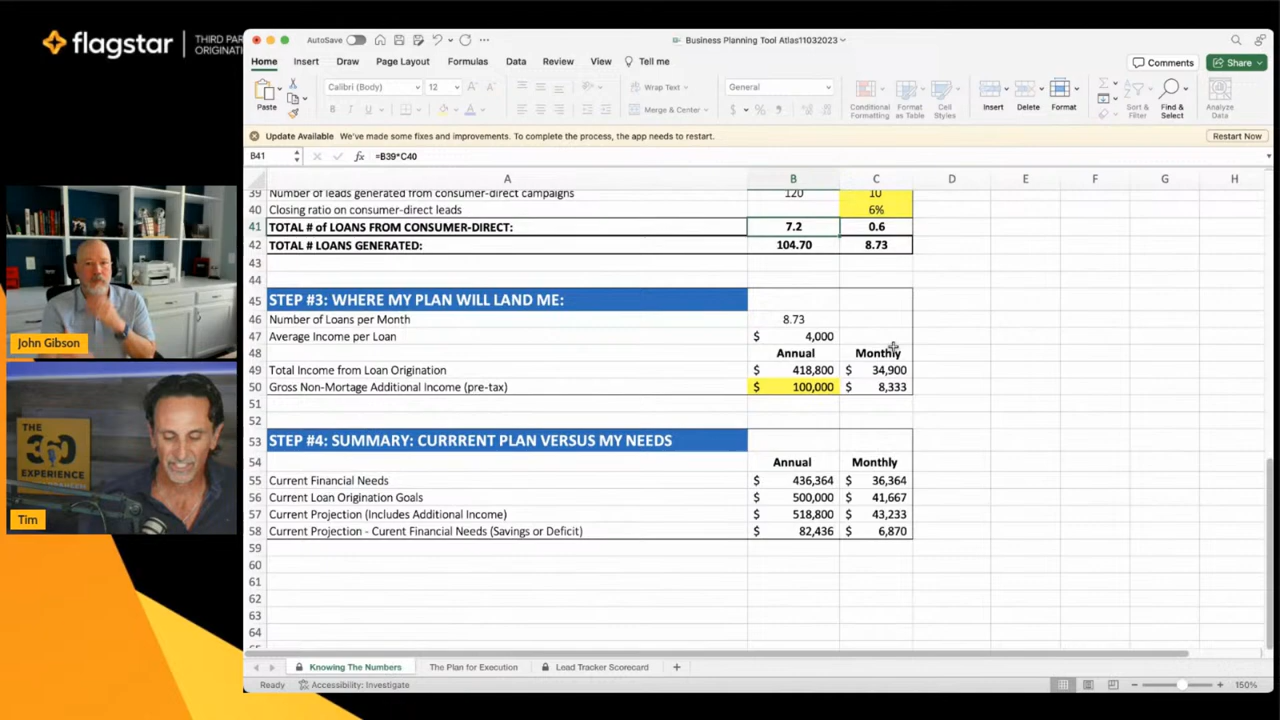 flagstar
THIRD PAR
ORIGINATI
AutoSave
Business Planning Tool Atlas11032023
Home Insert Draw Page Layout Formulas Data Review View Tell me
Comments Share
Paste
Calibri (Body) 12
Wrap Text
Merge & Center
General
Conditional Formatting
Format as Table
Cell Styles
Insert Delete Format
Sort & Filter
Find & Select
Analyze Data
Update Available We've made some fixes and improvements. To complete the process, the app needs to restart. Restart Now
B41 fx =B39*C40
A B C D E F G H
39 Number of leads generated from consumer-direct campaigns 120 10
40 Closing ratio on consumer-direct leads 6%
41 TOTAL # of LOANS FROM CONSUMER-DIRECT: 7.2 0.6
42 TOTAL # LOANS GENERATED: 104.70 8.73
43
44
45 STEP #3: WHERE MY PLAN WILL LAND ME:
46 Number of Loans per Month 8.73
47 Average Income per Loan $ 4,000
48 Annual Monthly
49 Total Income from Loan Origination $ 418,800 $ 34,900
50 Gross Non-Mortage Additional Income (pre-tax) $ 100,000 $ 8,333
51
52
53 STEP #4: SUMMARY: CURRRENT PLAN VERSUS MY NEEDS
54 Annual Monthly
55 Current Financial Needs $ 436,364 $ 36,364
56 Current Loan Origination Goals $ 500,000 $ 41,667
57 Current Projection (Includes Additional Income) $ 518,800 $ 43,233
58 Current Projection - Curent Financial Needs (Savings or Deficit) $ 82,436 $ 6,870
59
60
61
62
63
64
Knowing The Numbers The Plan for Execution Lead Tracker Scorecard +
Ready Accessibility: Investigate 150%
John Gibson
THE
360
EXPERIENCE
Tim